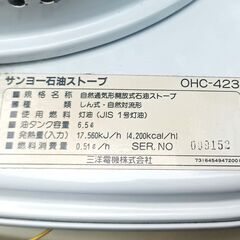 サンヨー石油ストーブ OHC-423
■規格名称 自然通気形開放式石油ストーブ
■種類 しん式・自然対流形
■使用燃料 灯油(JIS 1号灯油)
■油タンク容量 6.5ℓ
■発熱量(入力) 17,560kJ/h {4,200kcal/h}
■燃料消費量 0.51ℓ/h SER.NO 093152
三洋電機株式会社